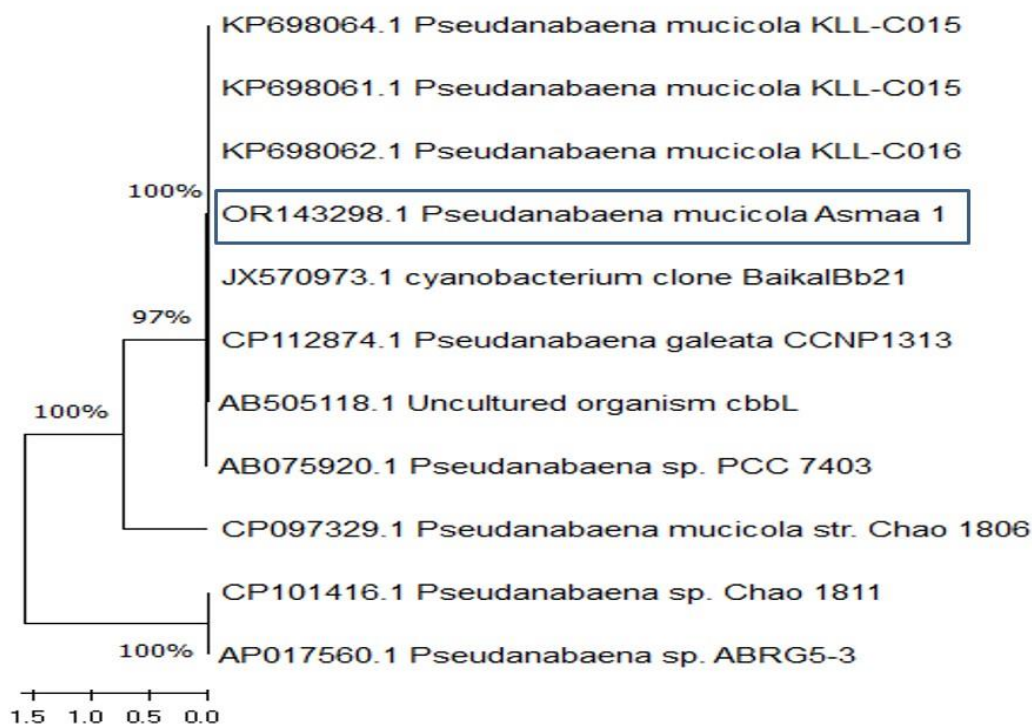 KP698064.1 Pseudanabaena mucicola KLL-C015
KP698061.1 Pseudanabaena mucicola KLL-C015
KP698062.1 Pseudanabaena mucicola KLL-C016
100%
OR143298.1 Pseudanabaena mucicola Asmaa 1
JX570973.1 cyanobacterium clone BaikalBb21
97%
CP112874.1 Pseudanabaena galeata CCNP1313
100%
AB505118.1 Uncultured organism cbbL
AB075920.1 Pseudanabaena sp. PCC 7403
CP097329.1 Pseudanabaena mucicola str. Chao 1806
CP101416.1 Pseudanabaena sp. Chao 1811
100%
AP017560.1 Pseudanabaena sp. ABRG5-3
1.5 1.0 0.5 0.0